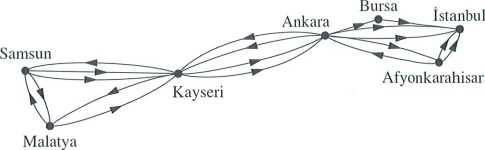 Bursa
İstanbul
Ankara
Samsun
Afyonkarahisar
Kayseri
Malatya